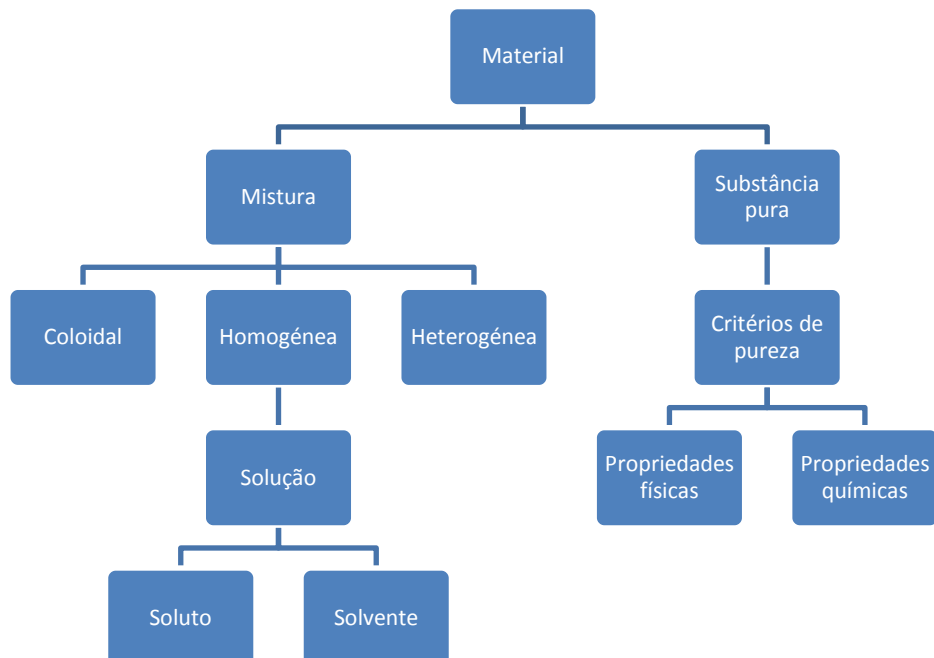 Material
Mistura
Substância
pura
Coloidal
Homogénea
Heterogénea
Critérios de
pureza
Solução
Propriedades
físicas
Propriedades
químicas
Soluto
Solvente